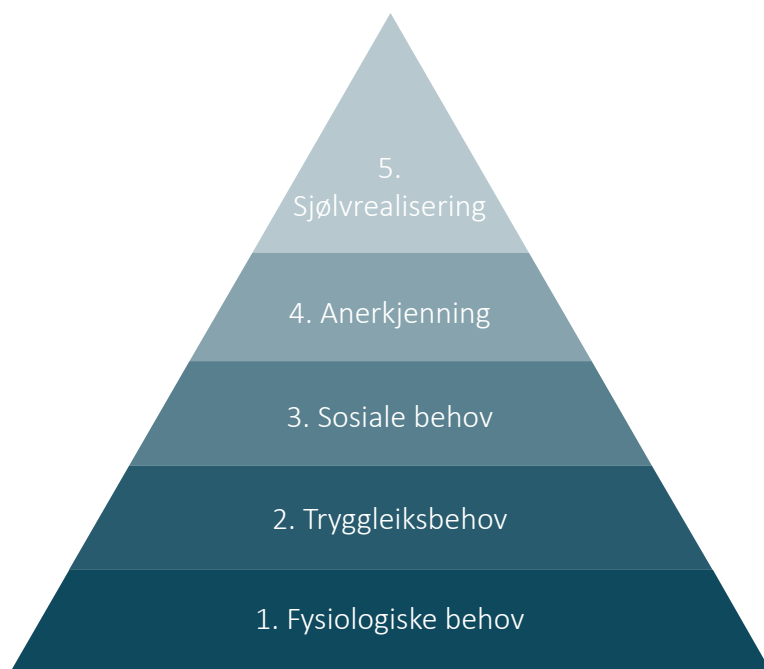 5.
Sjølvrealisering
4. Anerkjenning
3. Sosiale behov
2. Tryggleiksbehov
1. Fysiologiske behov